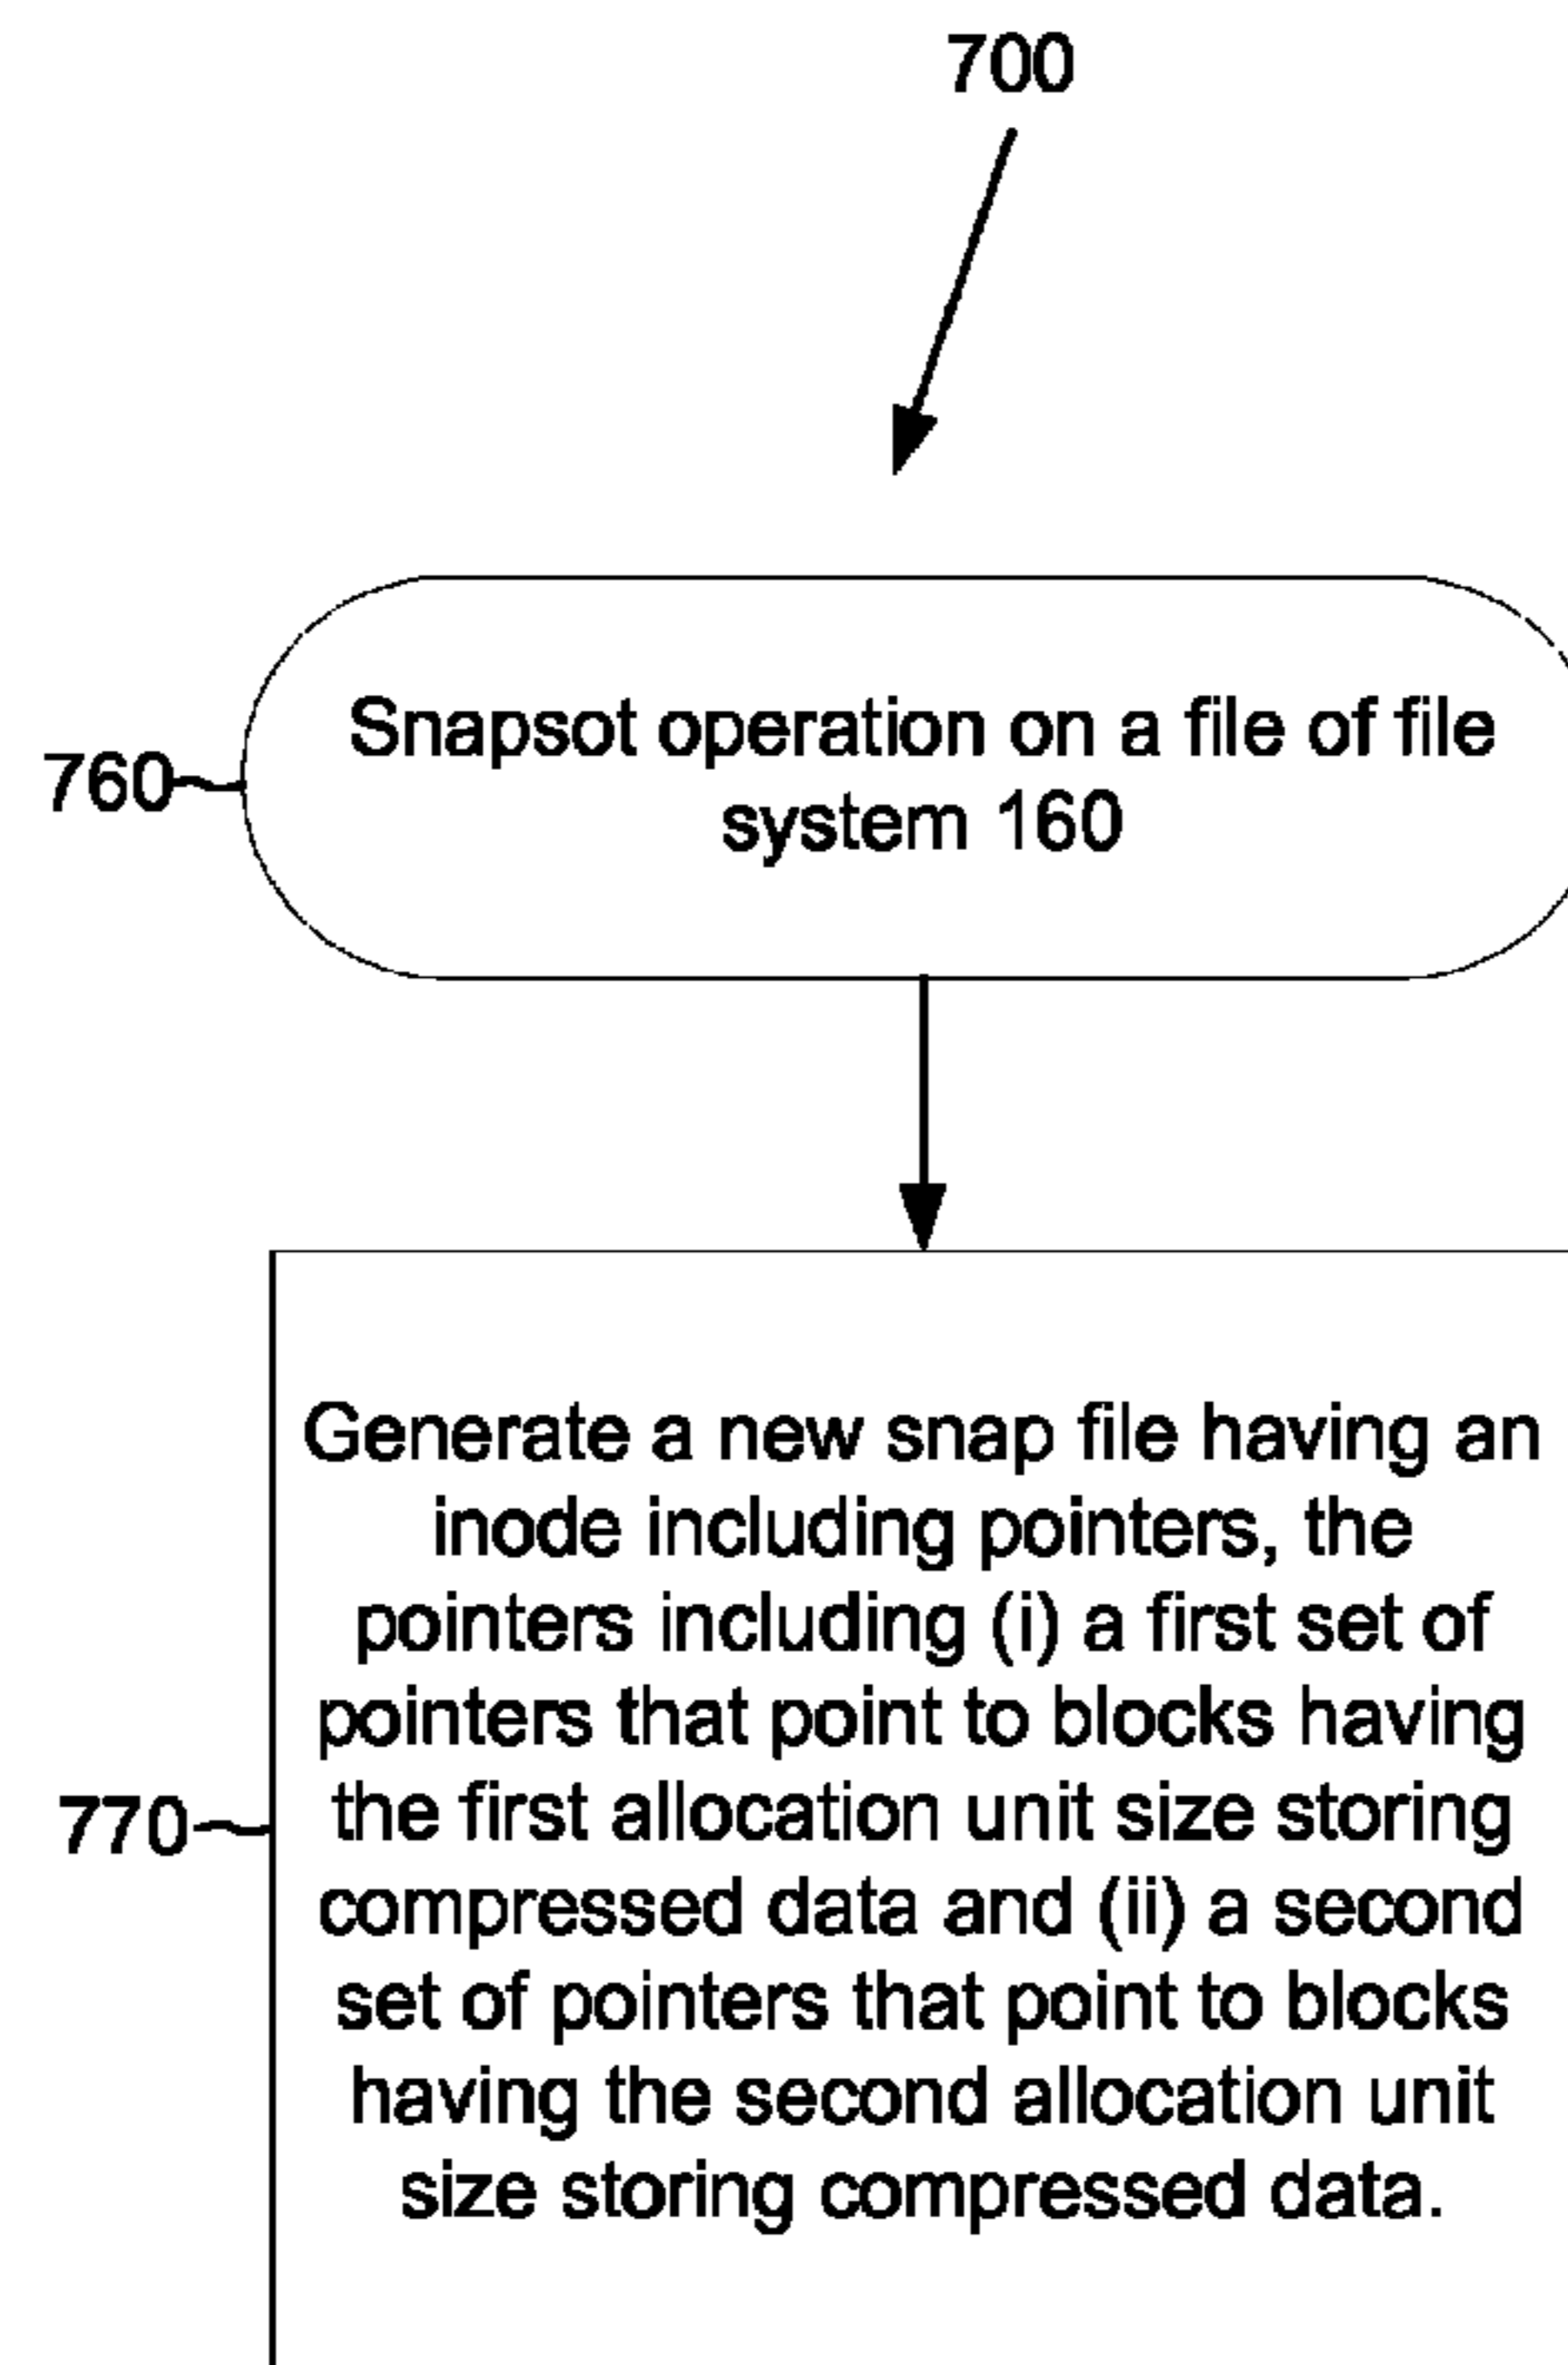 700
760
Snapsot operation on a file of file
system 160
770
Generate a new snap file having an
inode including pointers, the
pointers including (i) a first set of
pointers that point to blocks having
the first allocation unit size storing
compressed data and (ii) a second
set of pointers that point to blocks
having the second allocation unit
size storing compressed data.